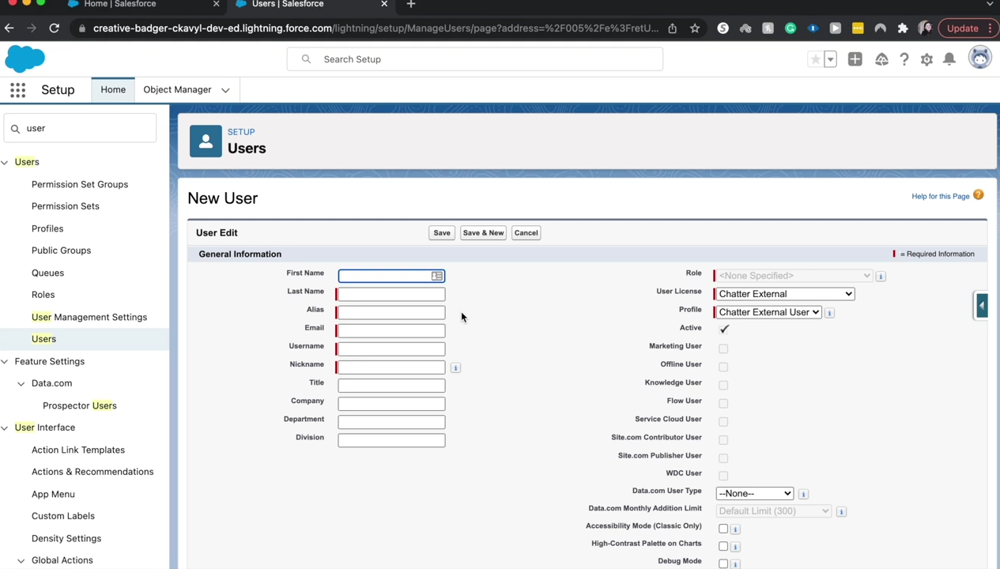 Home | Salesforce
Users | Salesforce
creative-badger-ckavyl-dev-ed.lightning.force.com/lightning/setup/ManageUsers/page?address=%2F005%2Fe%3FretU...
Update
Search Setup
Setup
Home
Object Manager
user
Users
Permission Set Groups
Permission Sets
Profiles
Public Groups
Queues
Roles
User Management Settings
Users
Feature Settings
Data.com
Prospector Users
User Interface
Action Link Templates
Actions & Recommendations
App Menu
Custom Labels
Density Settings
Global Actions
SETUP
Users
New User
Help for this Page
User Edit
Save
Save & New
Cancel
General Information
= Required Information
First Name
Last Name
Alias
Email
Username
Nickname
Title
Company
Department
Division
Role <None Specified>
User License Chatter External
Profile Chatter External User
Active
Marketing User
Offline User
Knowledge User
Flow User
Service Cloud User
Site.com Contributor User
Site.com Publisher User
WDC User
Data.com User Type --None--
Data.com Monthly Addition Limit Default Limit (300)
Accessibility Mode (Classic Only)
High-Contrast Palette on Charts
Debug Mode